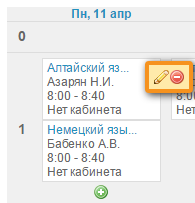 Пн, 11 апр
0
1
Алтайский яз...
Азарян Н.И.
8:00 - 8:40
Нет кабинета
Немецкий язы...
Бабенко А.В.
8:00 - 8:40
Нет кабинета